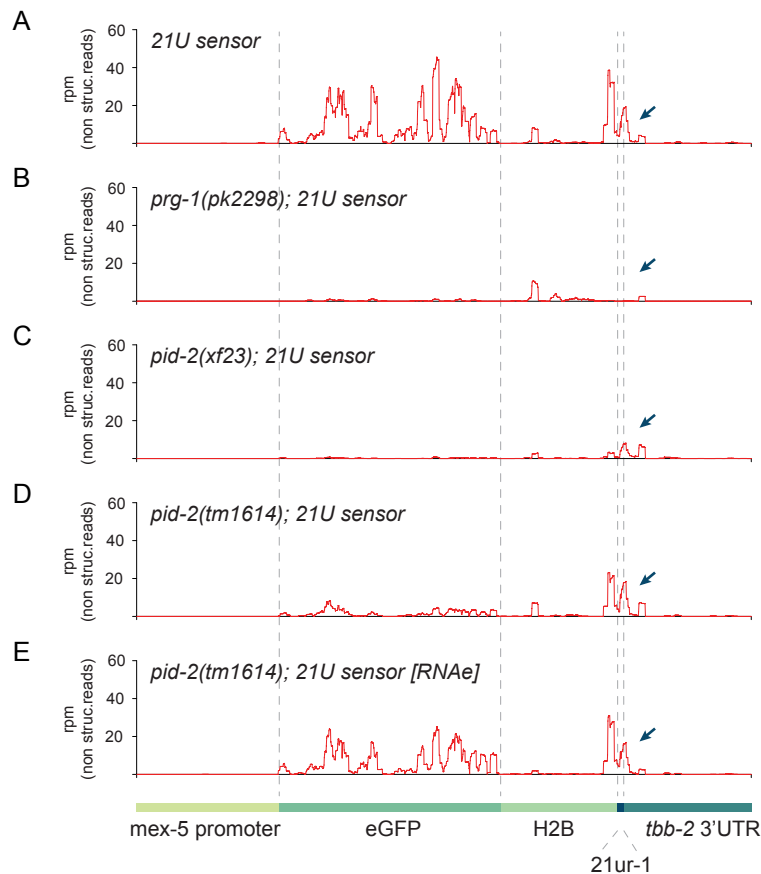 A
21U sensor
rpm
(non struc.reads)
60
40
20
B
prg-1(pk2298); 21U sensor
rpm
(non struc.reads)
60
40
20
C
pid-2(xf23); 21U sensor
rpm
(non struc.reads)
60
40
20
D
pid-2(tm1614); 21U sensor
rpm
(non struc.reads)
60
40
20
E
pid-2(tm1614); 21U sensor [RNAe]
rpm
(non struc.reads)
60
40
20
0
mex-5 promoter eGFP H2B tbb-2 3'UTR
21ur-1